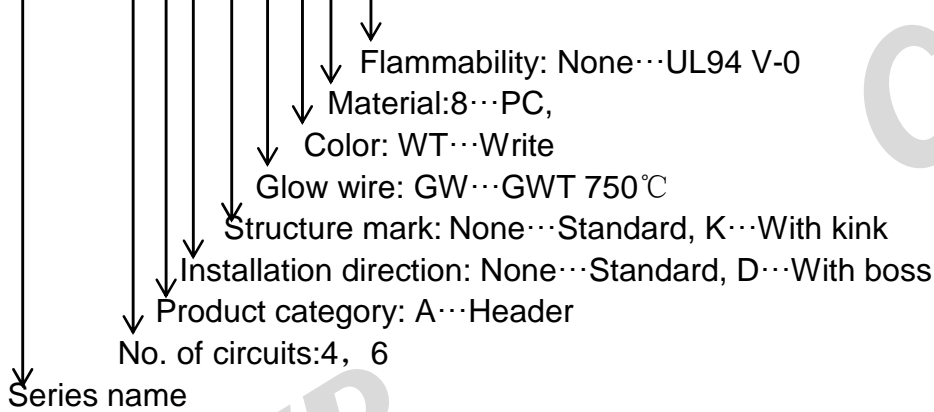 Flammability: None···UL94 V-0
Material:8···PC,
Color: WT···Write
Glow wire: GW···GWT 750℃
Structure mark: None···Standard, K···With kink
Installation direction: None···Standard, D···With boss
Product category: A···Header
No. of circuits:4，6
Series name